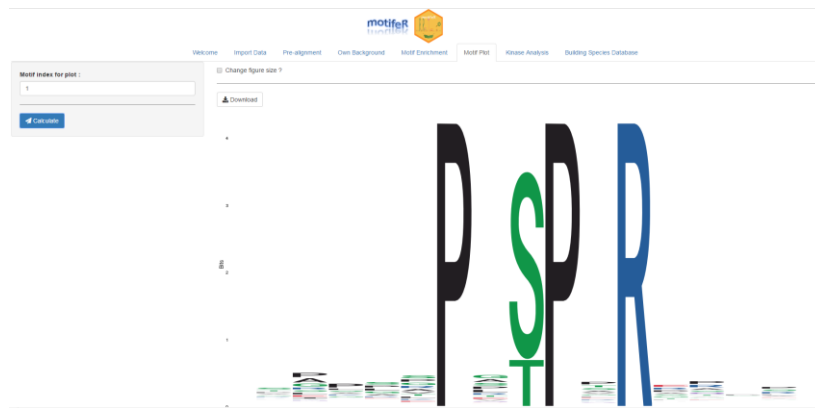 motifeR
Welcome Import Data Pre-alignment Own Background Motif Enrichment Motif Plot Kinase Analysis Building Species Database
Motif index for plot :
1
Calculate
Change figure size ?
Download
4
3
2
1
0
Bits
P S T P R